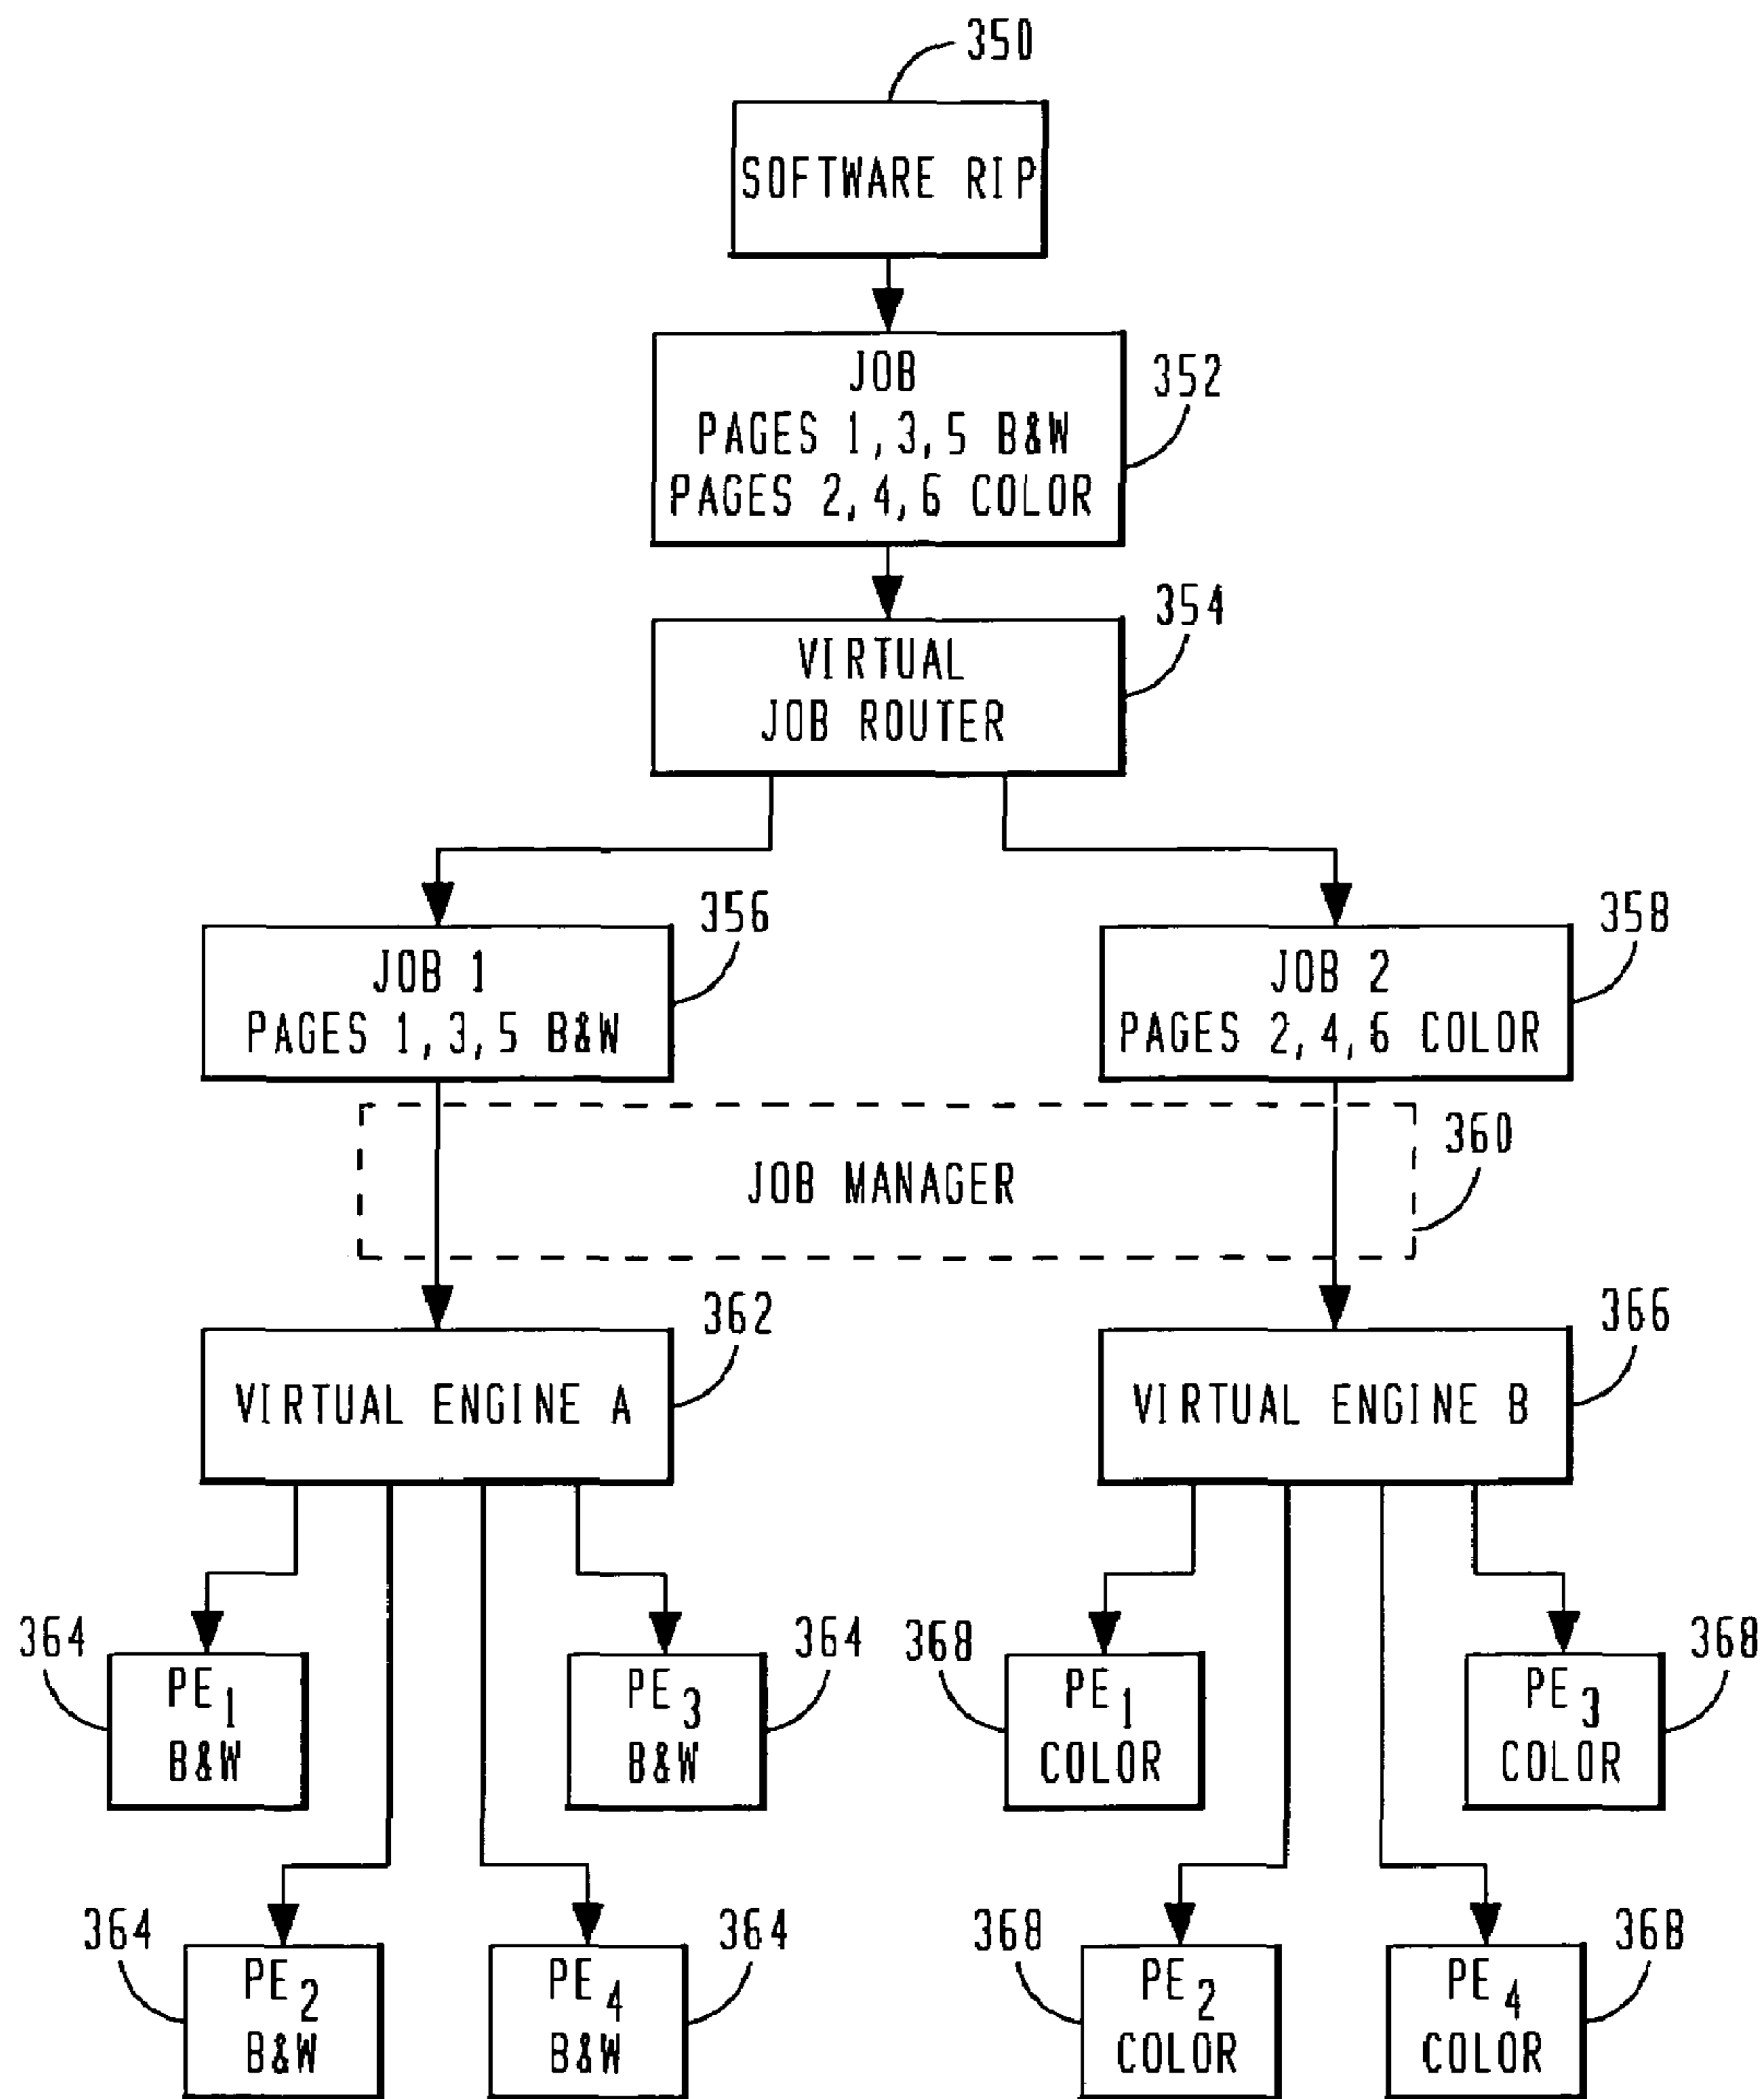 350
SOFTWARE RIP
JOB
PAGES 1,3,5 B&W
PAGES 2,4,6 COLOR
352
VIRTUAL
JOB ROUTER
354
JOB 1
PAGES 1,3,5 B&W
356
JOB 2
PAGES 2,4,6 COLOR
358
JOB MANAGER
360
VIRTUAL ENGINE A
362
VIRTUAL ENGINE B
366
364
PE1
B&W
PE3
B&W
364
368
PE1
COLOR
PE3
COLOR
368
364
PE2
B&W
PE4
B&W
364
368
PE2
COLOR
PE4
COLOR
368